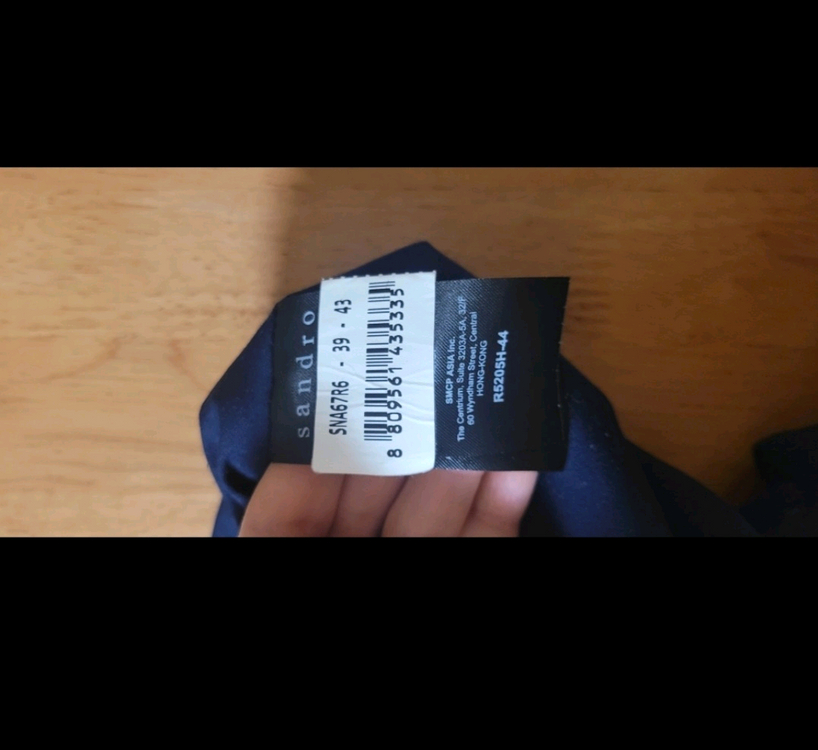 sandro
SNA67R6 - 39 - 43
8 809561 435335
SMCP ASIA Inc.
The Centrium, Suite 3203A-5A, 32/F
60 Wyndham Street, Central
HONG-KONG
R5205H-44